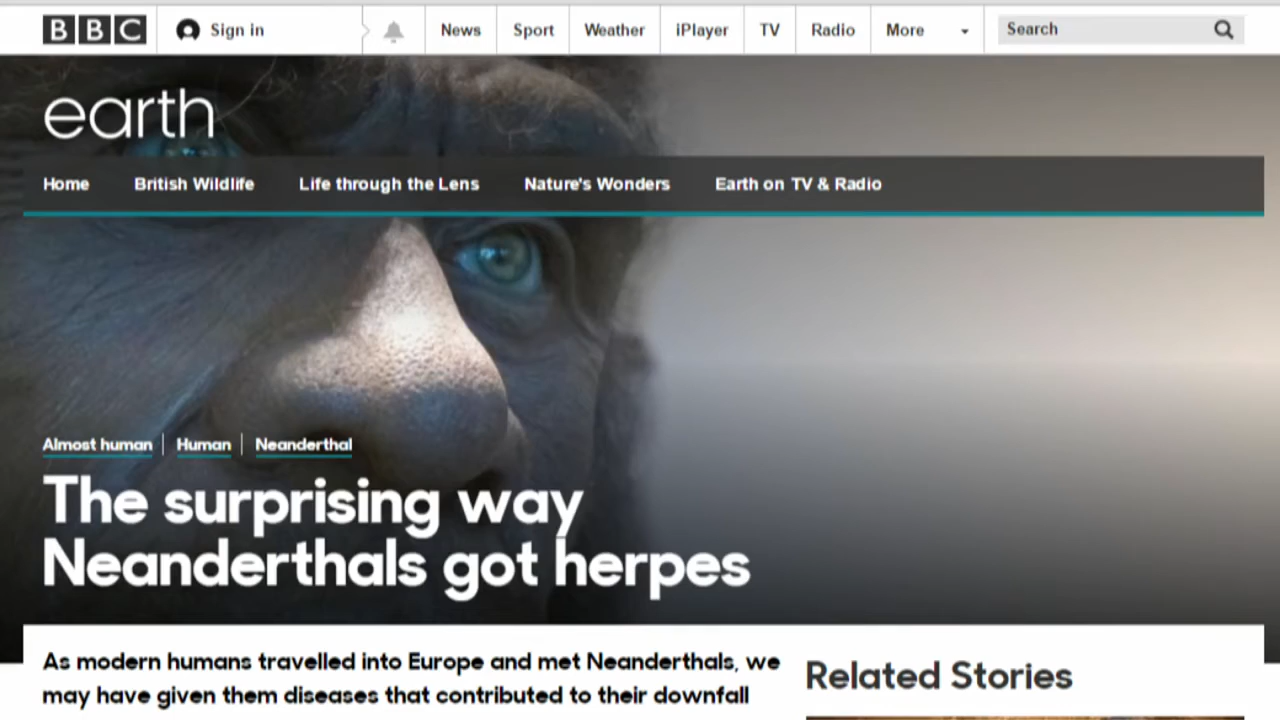 BBC Sign in News Sport Weather iPlayer TV Radio More Search
earth
Home British Wildlife Life through the Lens Nature's Wonders Earth on TV & Radio
Almost human Human Neanderthal
The surprising way
Neanderthals got herpes
As modern humans travelled into Europe and met Neanderthals, we
may have given them diseases that contributed to their downfall
Related Stories